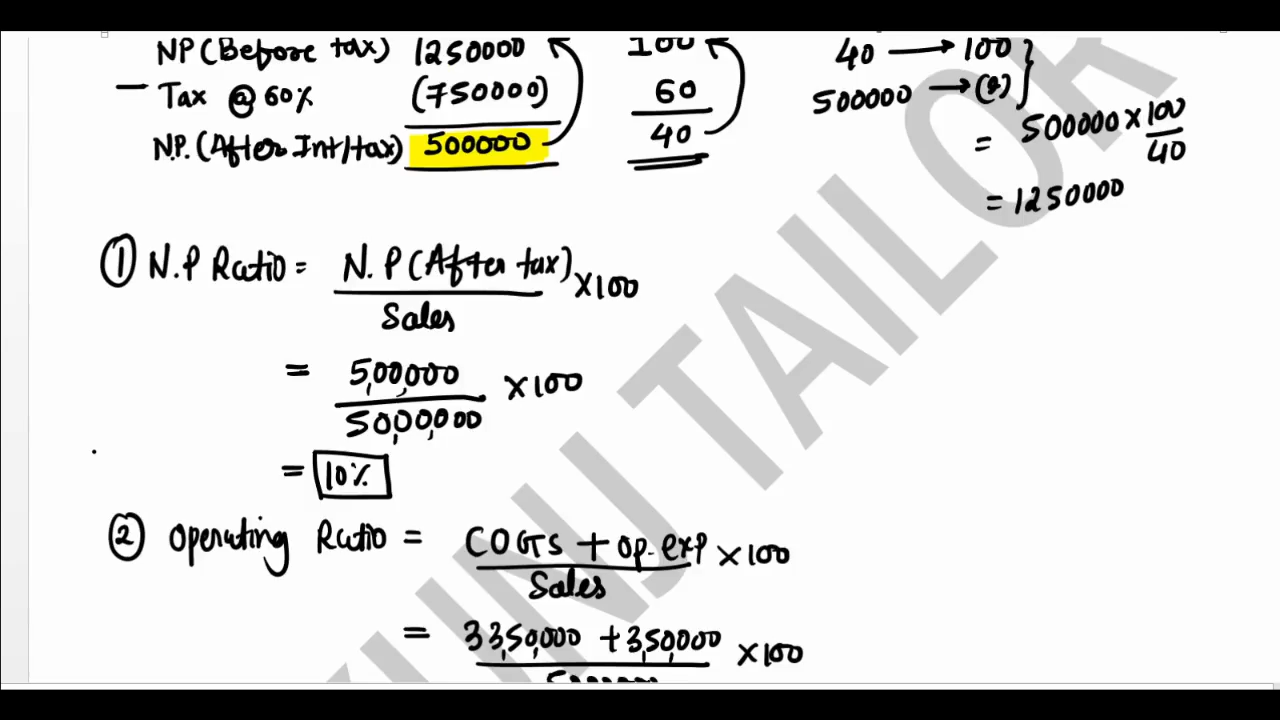 NP (Before tax) 1250000 100 40 → 100
— Tax @ 60% (750000) 60 500000 → (?)
N.P. (After Int/tax) 500000 40 = 500000 × 100
40
= 1250000
① N.P Ratio = N.P (After tax) × 100
Sales
= 5,00,000 × 100
50,00,000
= 10%
② Operating Ratio = COGS + op. exp × 100
Sales
= 33,50,000 + 3,50,000 × 100
5000000
KUNJ TAILOR